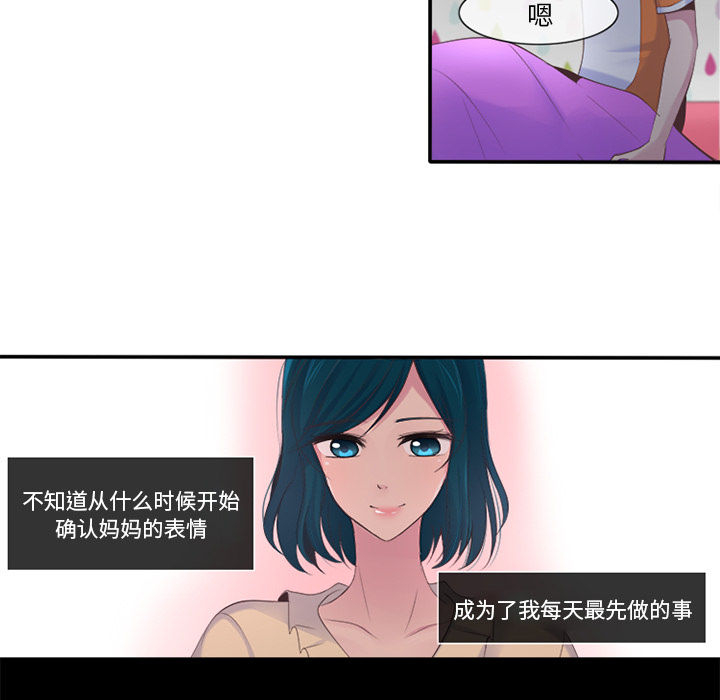 嗯
不知道从什么时候开始
确认妈妈的表情
成为了我每天最先做的事